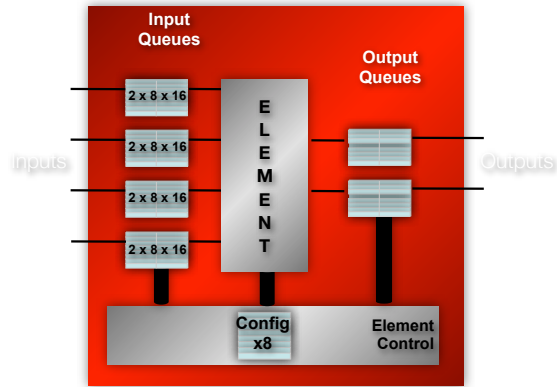 Input
Queues
Output
Queues
2 x 8 x 16
2 x 8 x 16
2 x 8 x 16
2 x 8 x 16
E
L
E
M
E
N
T
Inputs
Outputs
Config
x8
Element
Control